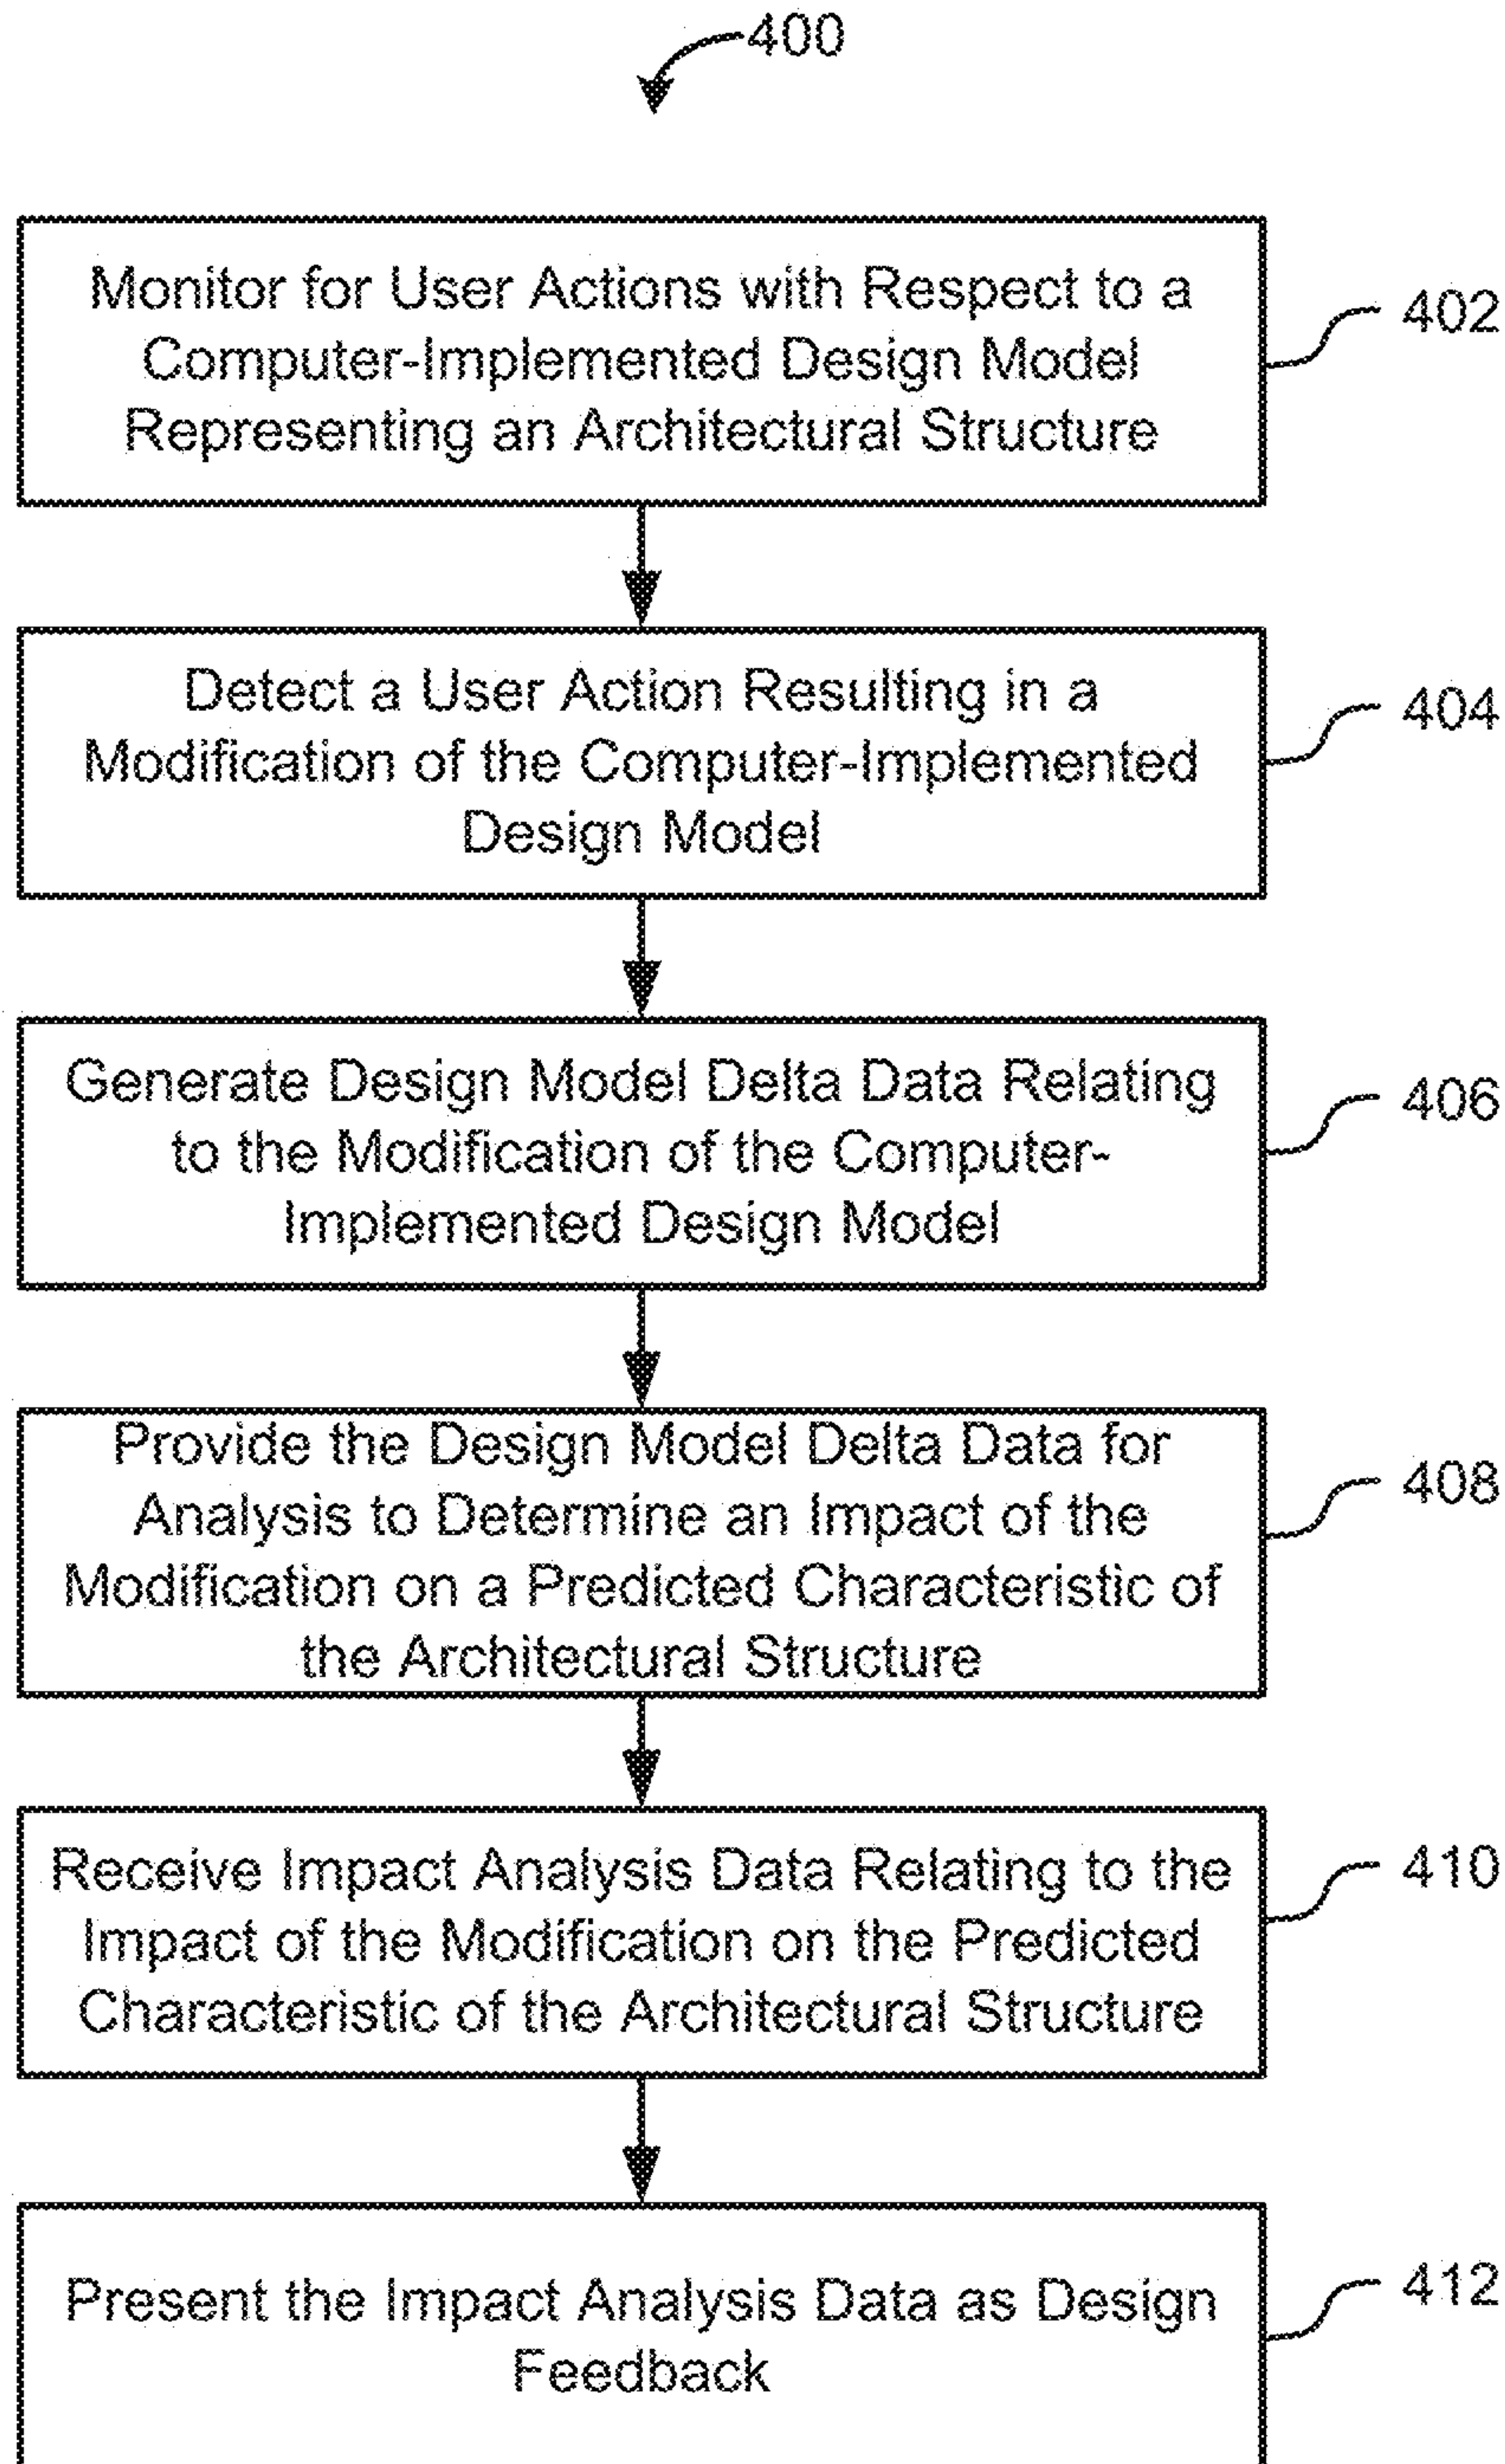 400
Monitor for User Actions with Respect to a
Computer-Implemented Design Model
Representing an Architectural Structure
402
Detect a User Action Resulting in a
Modification of the Computer-Implemented
Design Model
404
Generate Design Model Delta Data Relating
to the Modification of the Computer-
Implemented Design Model
406
Provide the Design Model Delta Data for
Analysis to Determine an Impact of the
Modification on a Predicted Characteristic of
the Architectural Structure
408
Receive Impact Analysis Data Relating to the
Impact of the Modification on the Predicted
Characteristic of the Architectural Structure
410
Present the Impact Analysis Data as Design
Feedback
412